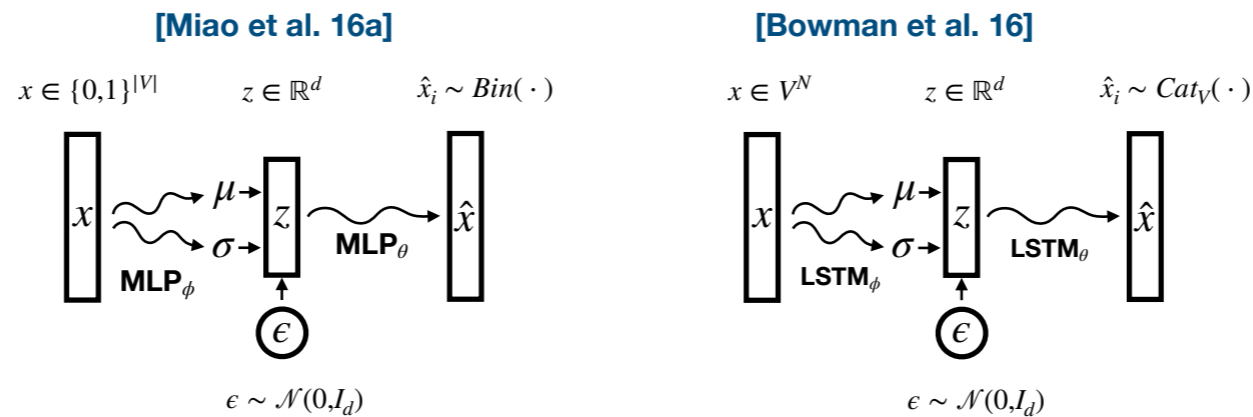 [Miao et al. 16a]
x ∈ {0,1}^{|V|} z ∈ ℝ^d x̂_i ∼ Bin( · )
x μ z x̂
σ
MLP_ϕ MLP_θ
ϵ
ϵ ∼ 𝒩(0,I_d)
[Bowman et al. 16]
x ∈ V^N z ∈ ℝ^d x̂_i ∼ Cat_V( · )
x μ z x̂
σ
LSTM_ϕ LSTM_θ
ϵ
ϵ ∼ 𝒩(0,I_d)